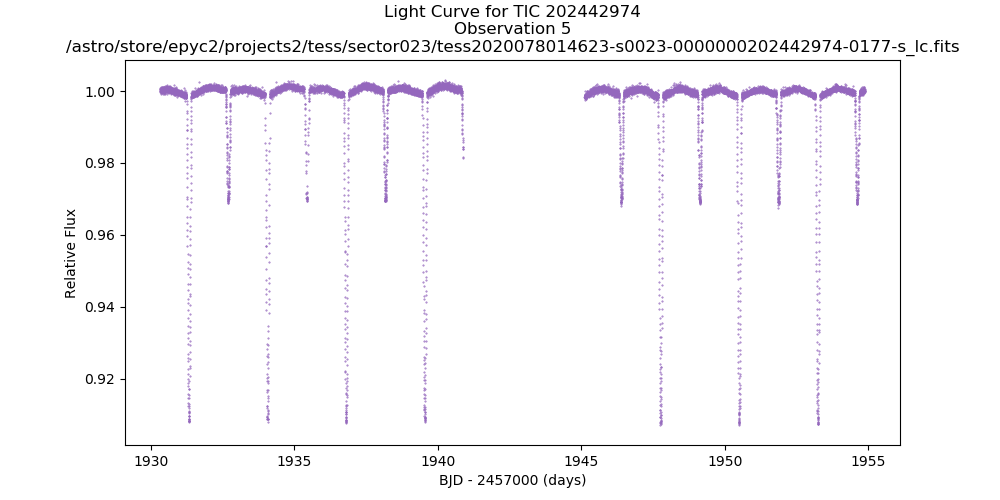 Light Curve for TIC 202442974
Observation 5
/astro/store/epyc2/projects2/tess/sector023/tess2020078014623-s0023-0000000202442974-0177-s_lc.fits
1.00
0.98
0.96
0.94
0.92
Relative Flux
1930
1935
1940
1945
1950
1955
BJD - 2457000 (days)